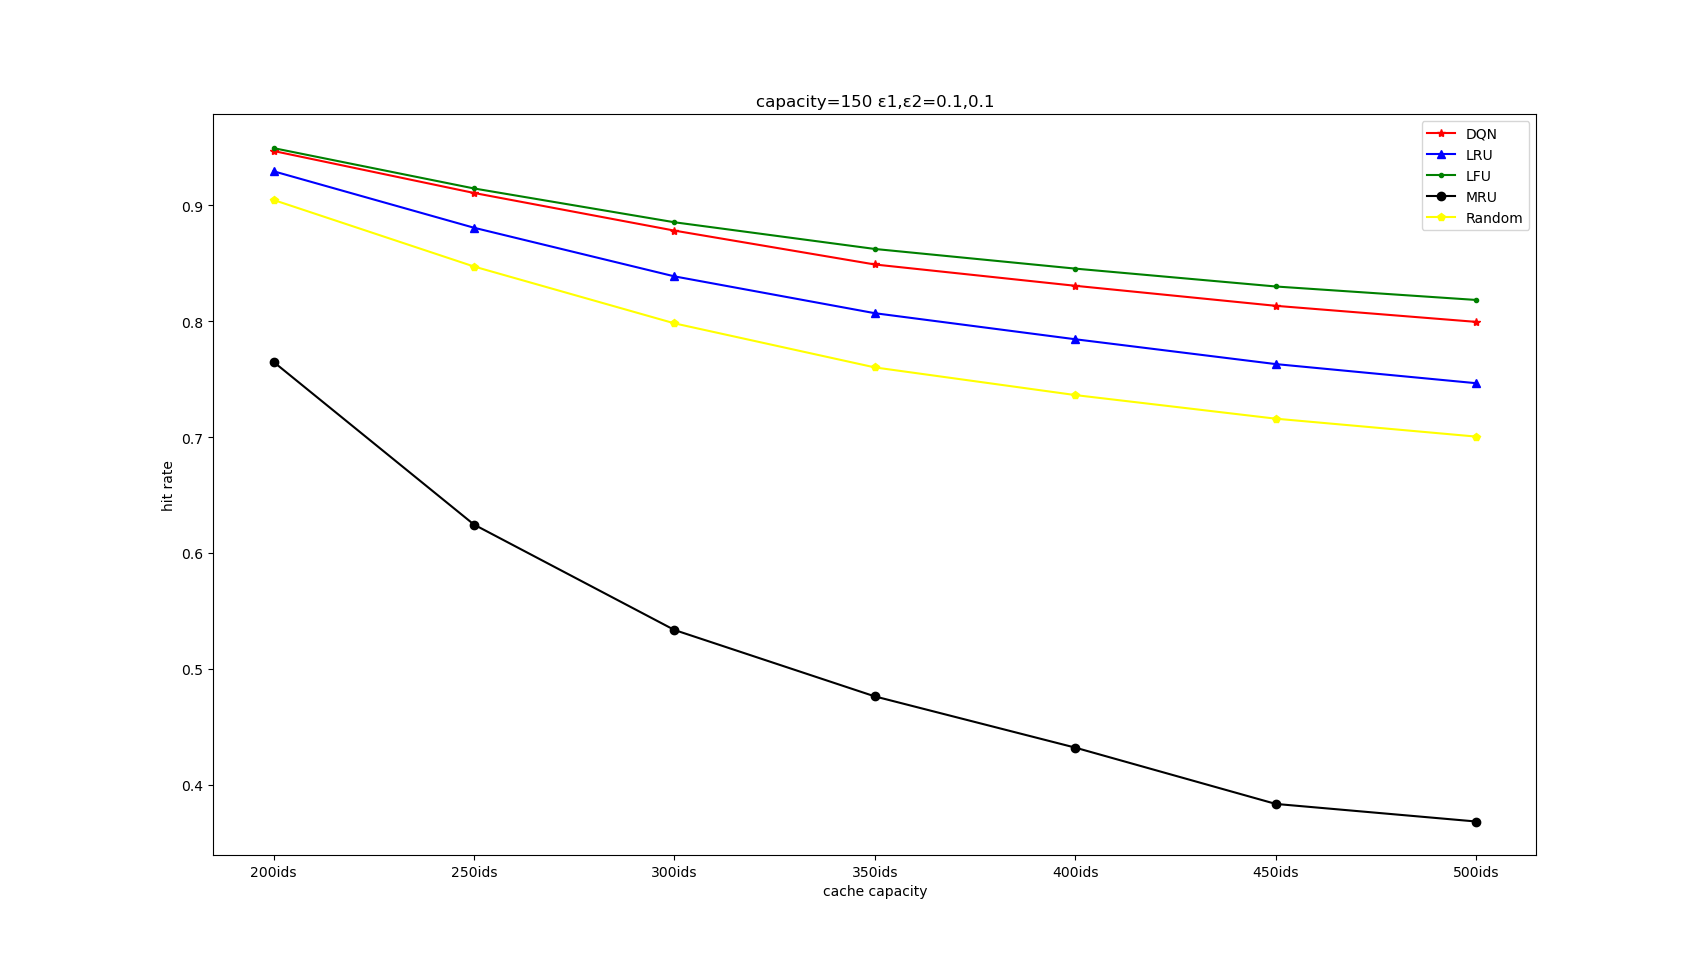 capacity=150 ε1,ε2=0.1,0.1
DQN
LRU
LFU
MRU
Random
0.9
0.8
0.7
0.6
0.5
0.4
hit rate
200ids 250ids 300ids 350ids 400ids 450ids 500ids
cache capacity